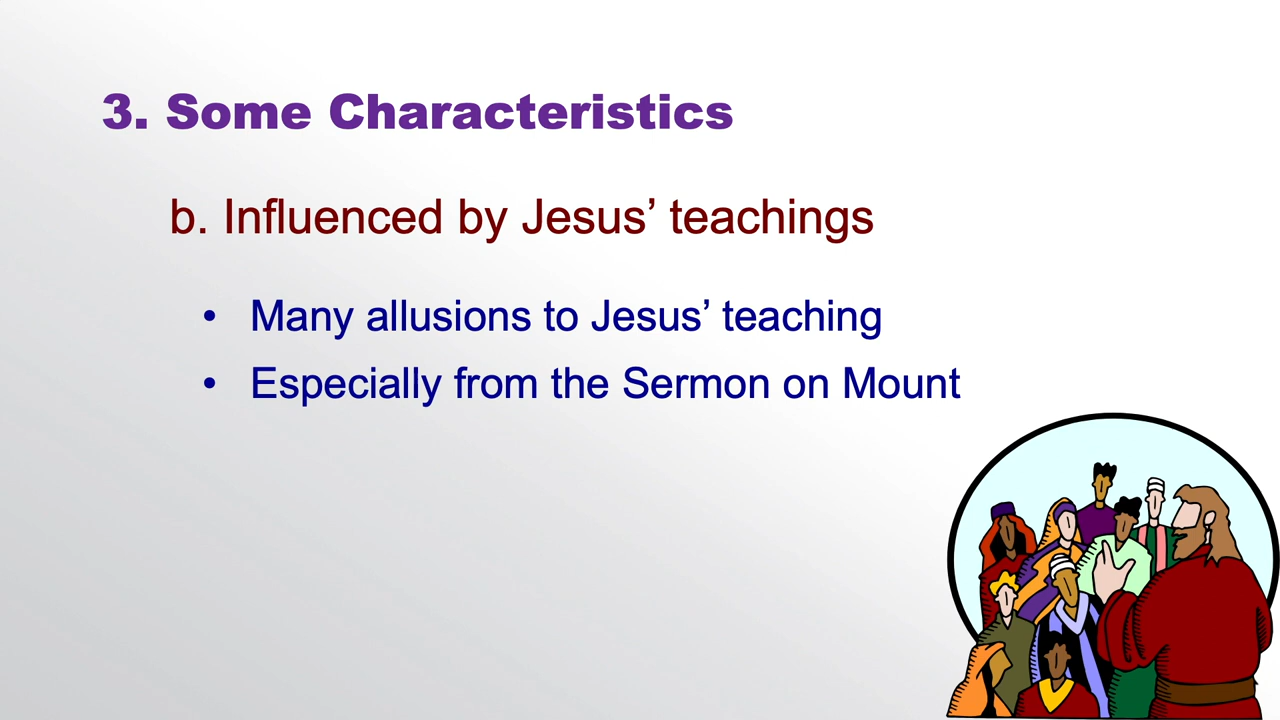 3. Some Characteristics
b. Influenced by Jesus’ teachings
• Many allusions to Jesus’ teaching
• Especially from the Sermon on Mount